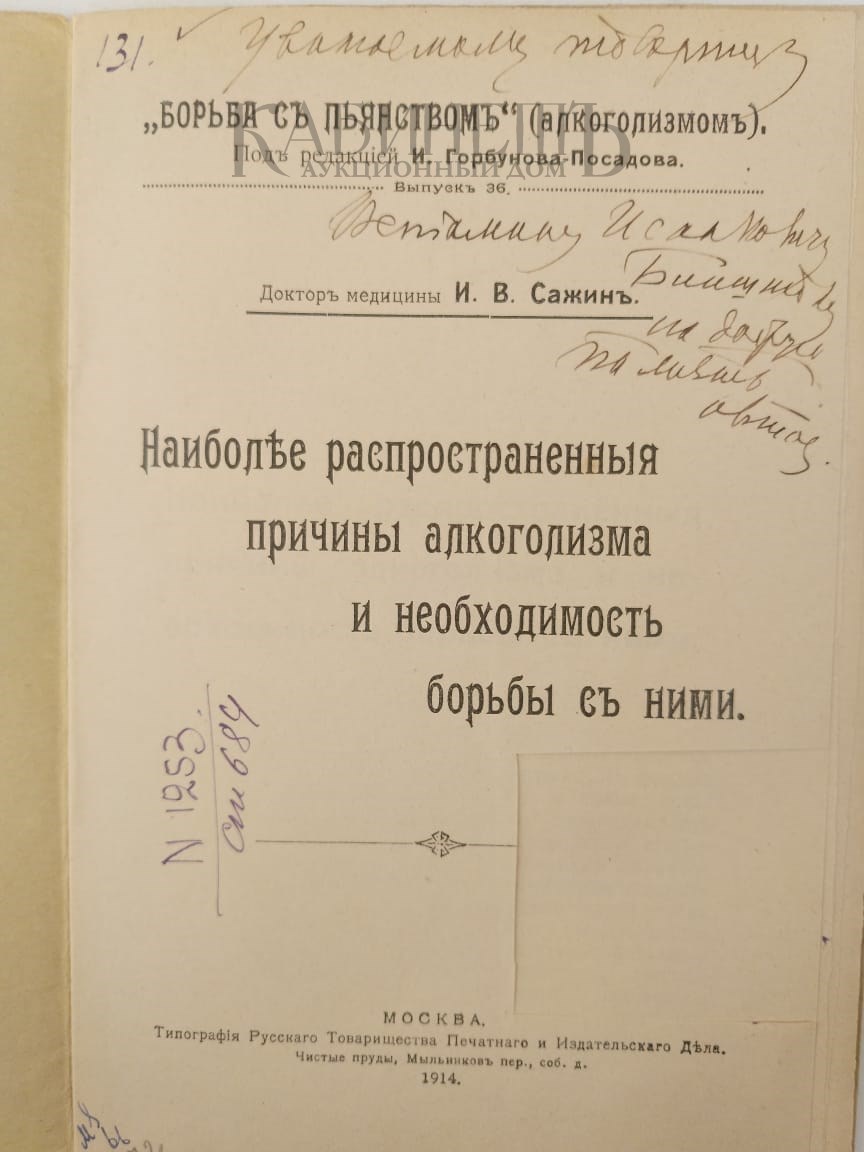 131.
Уважаемому товарищу
„БОРЬБА СЪ ПЬЯНСТВОМЪ“ (алкоголизмомъ).
КАБИНЕТЪ
Подъ редакціей И. Горбунова-Посадова.
АУКЦИОННЫЙ ДОМ
Выпускъ 36.
Вениамину Исааковичу
Докторъ медицины И. В. Сажинъ.
на добрую
память
автор.
Наиболѣе распространенныя
причины алкоголизма
и необходимость
борьбы съ ними.
N 1253.
МОСКВА.
Типографія Русскаго Товарищества Печатнаго и Издательскаго Дѣла.
Чистые пруды, Мыльниковъ пер., соб. д.
1914.